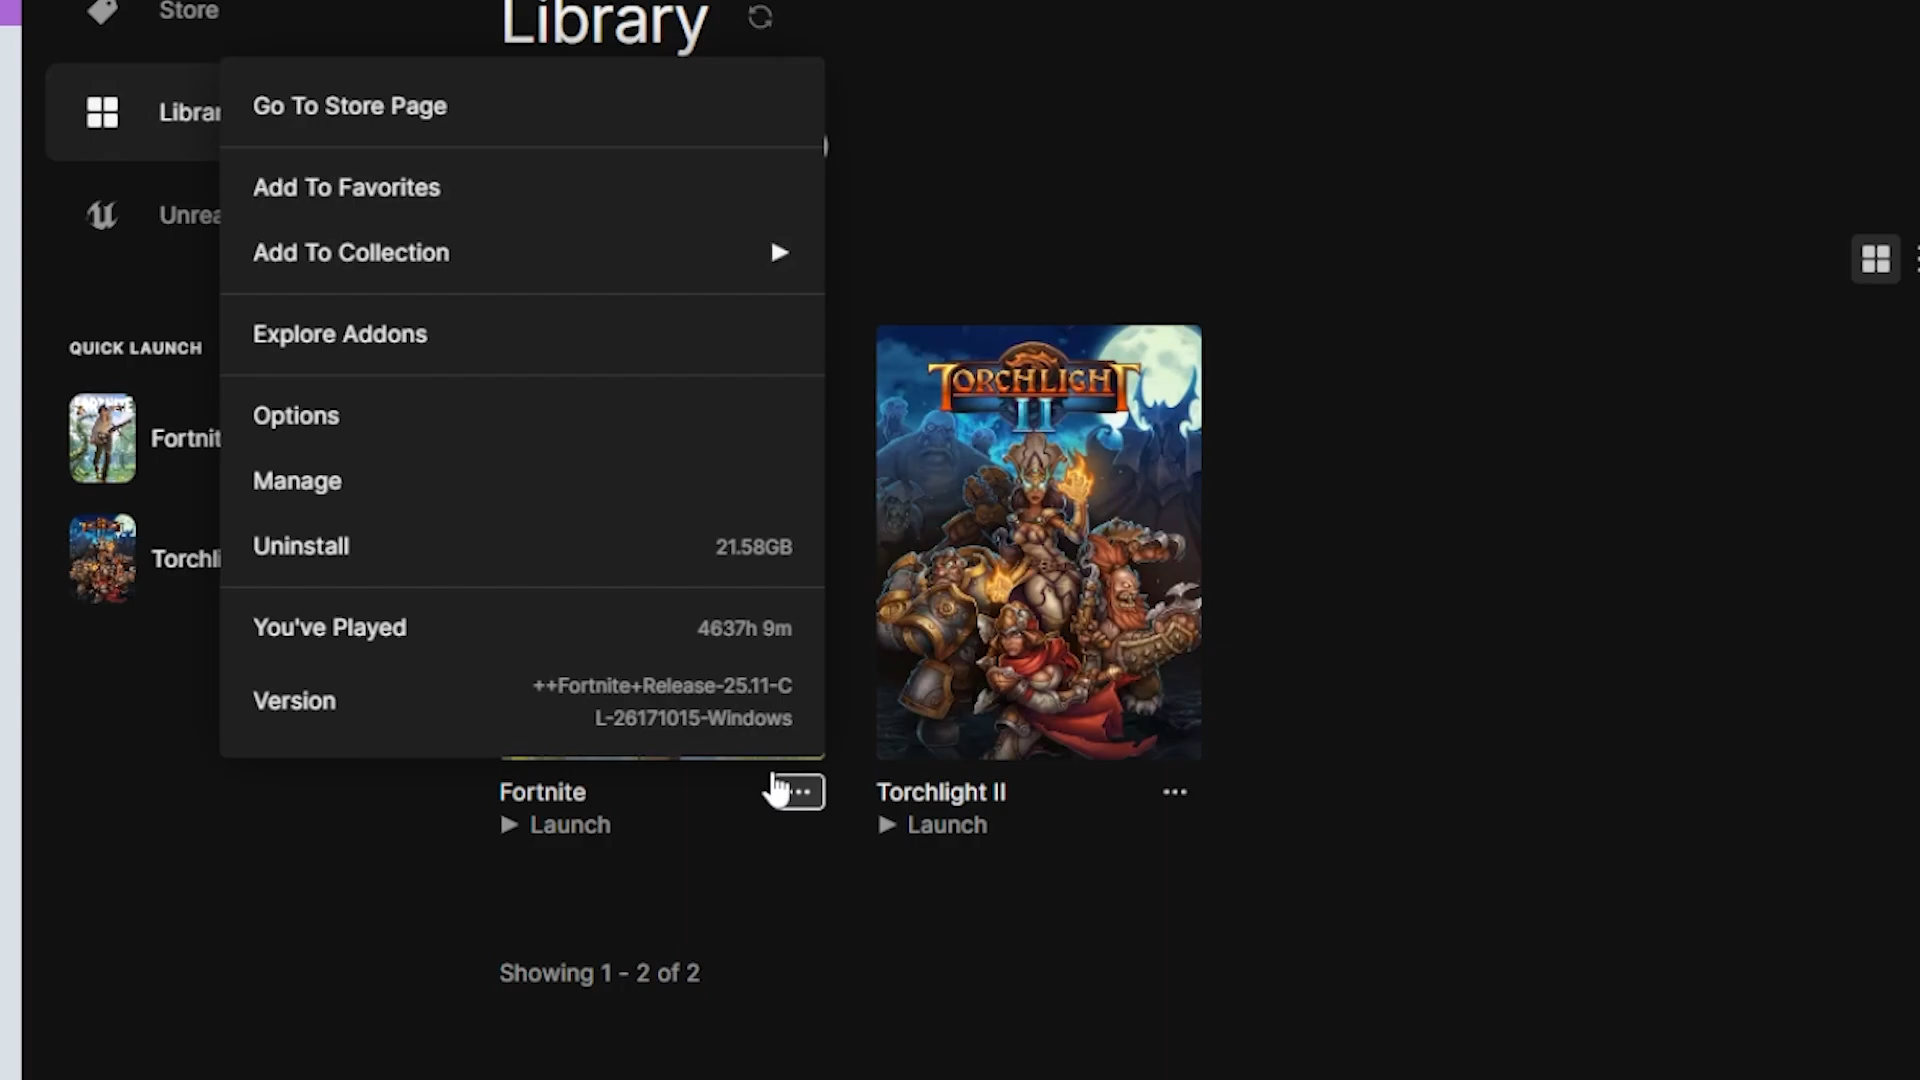 Store
Library
Librar
Unrea
Go To Store Page
Add To Favorites
Add To Collection
Explore Addons
Options
Manage
Uninstall 21.58GB
You've Played 4637h 9m
Version ++Fortnite+Release-25.11-C
L-26171015-Windows
QUICK LAUNCH
Fortnit
Torchli
TORCHLIGHT
II
Fortnite
Launch
Torchlight II
Launch
Showing 1 - 2 of 2